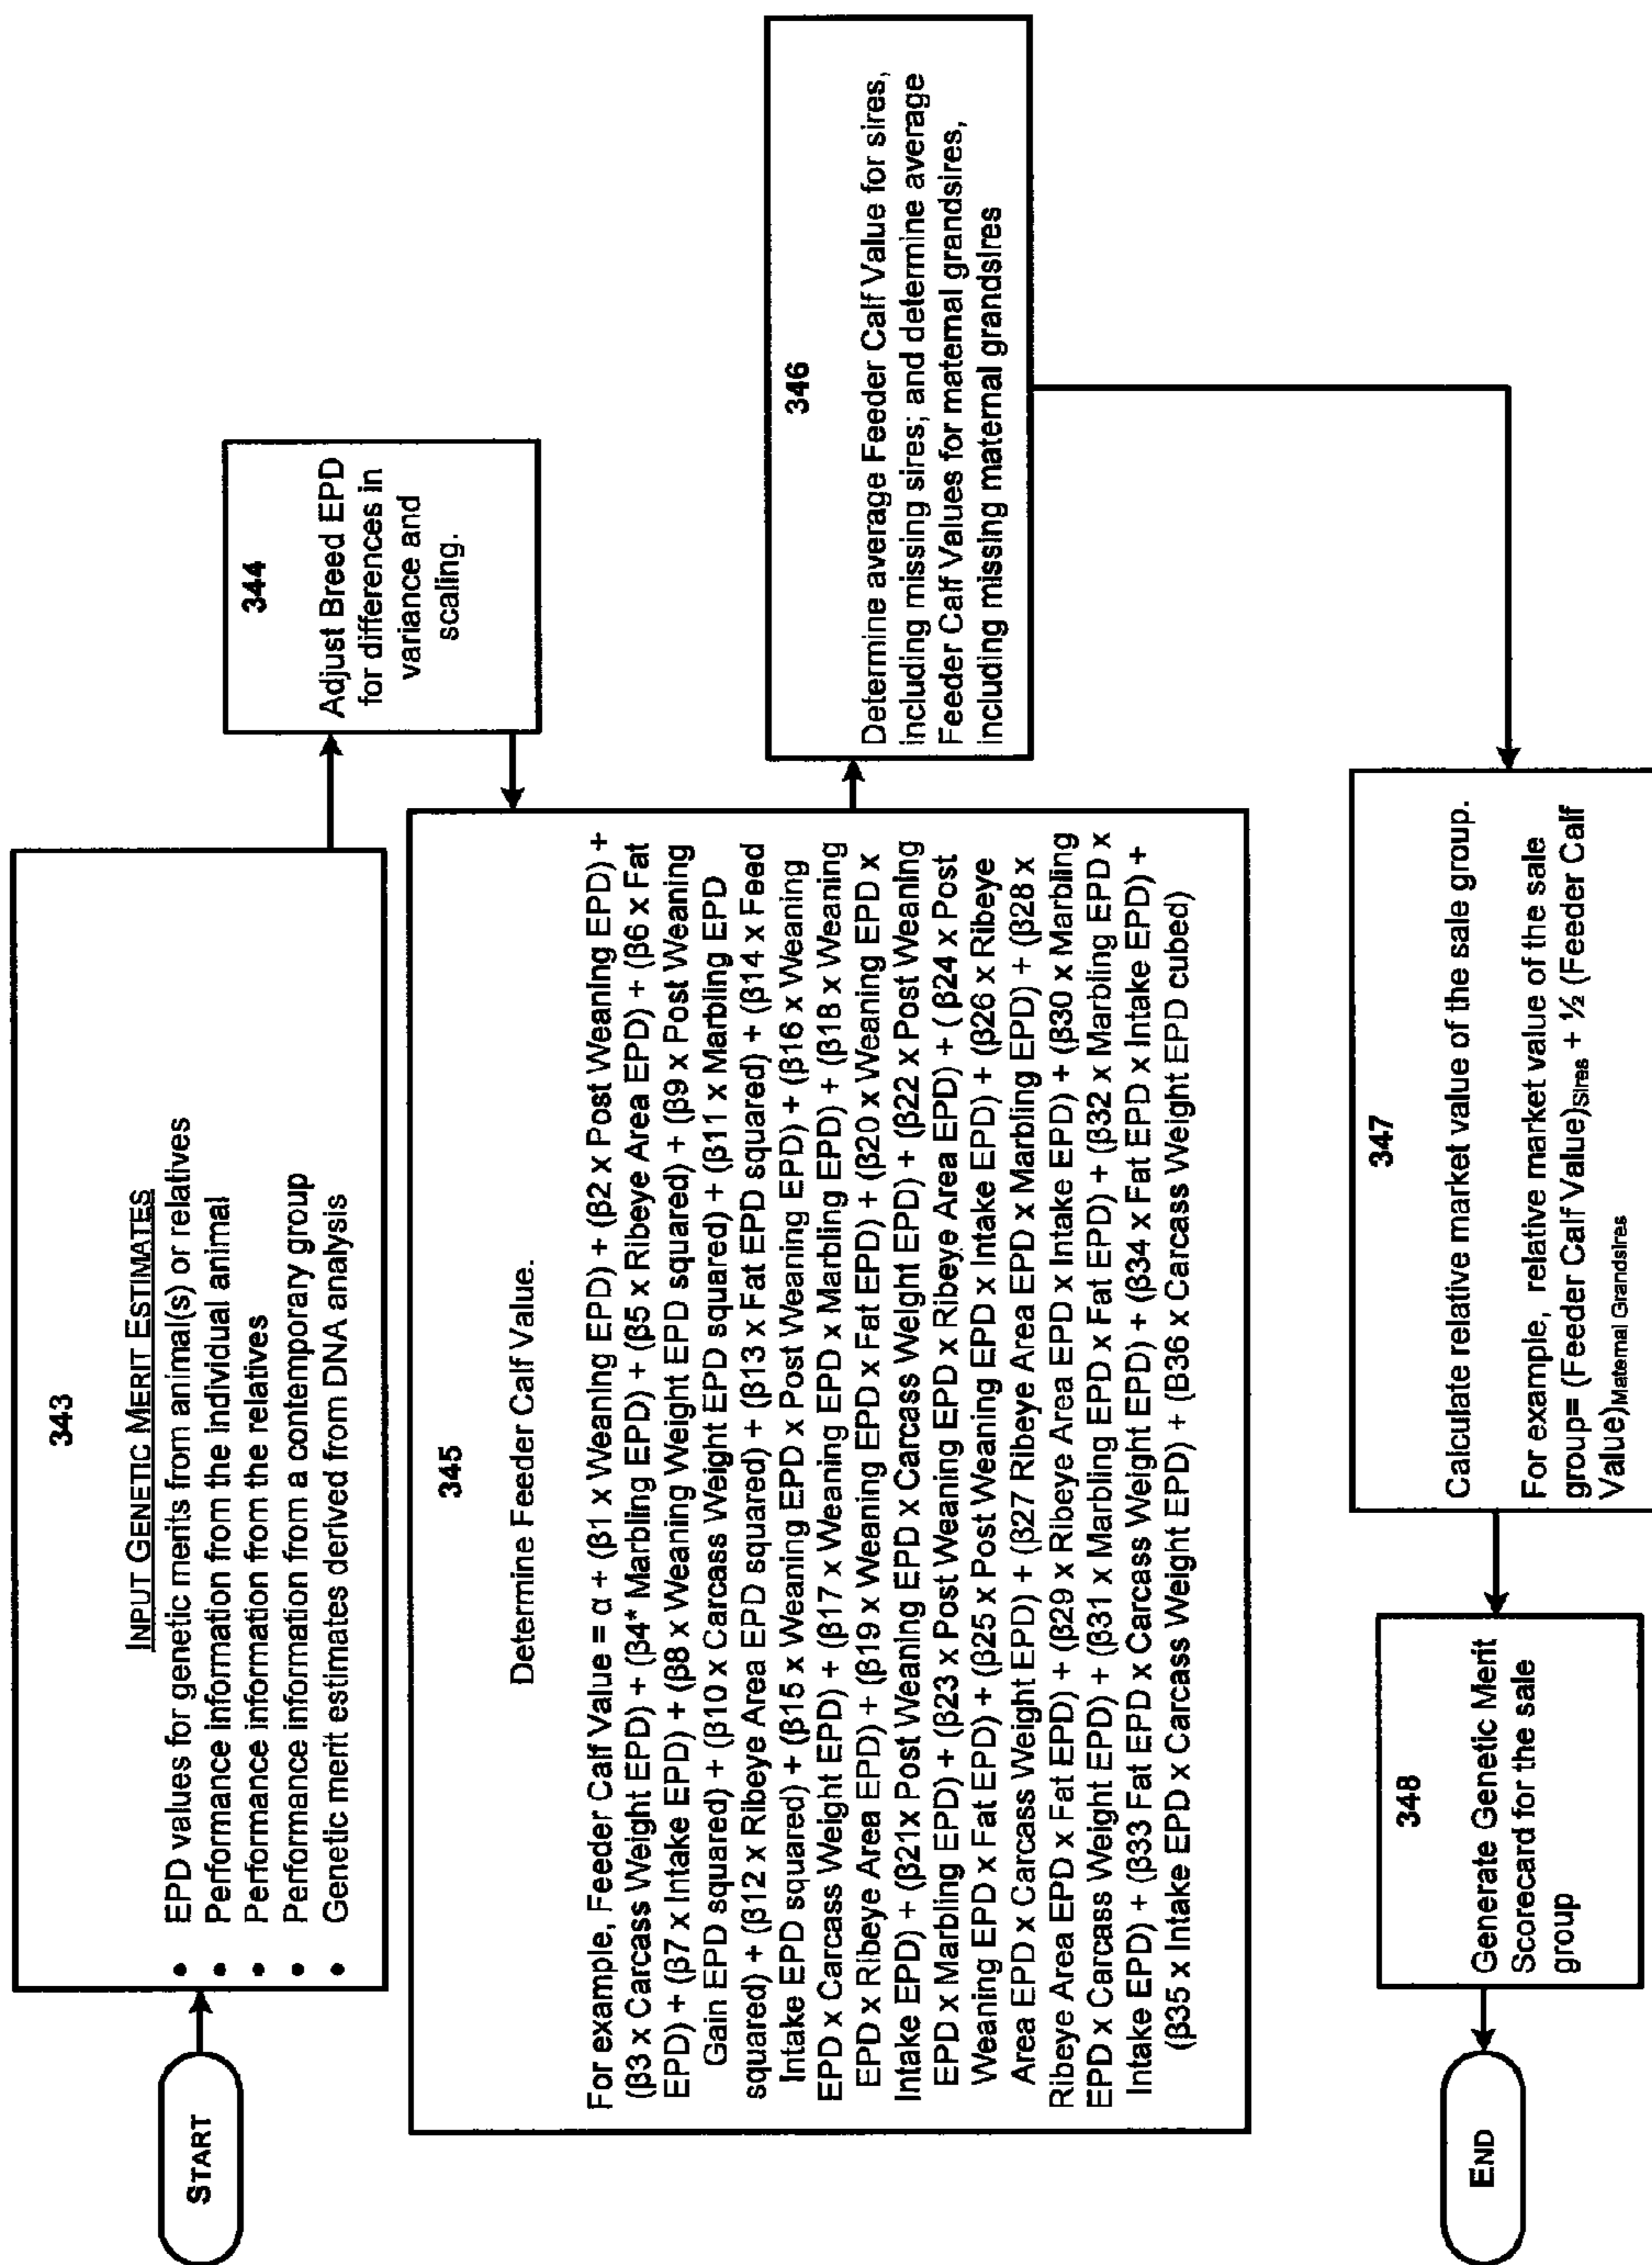 START
343
INPUT GENETIC MERIT ESTIMATES
• EPD values for genetic merits from animal(s) or relatives
• Performance information from the individual animal
• Performance information from the relatives
• Performance information from a contemporary group
• Genetic merit estimates derived from DNA analysis
344
Adjust Breed EPD
for differences in
variance and
scaling.
345
Determine Feeder Calf Value.
For example, Feeder Calf Value = α + (β1 x Weaning EPD) + (β2 x Post Weaning EPD) +
(β3 x Carcass Weight EPD) + (β4* Marbling EPD) + (β5 x Ribeye Area EPD) + (β6 x Fat
EPD) + (β7 x Intake EPD) + (β8 x Weaning Weight EPD squared) + (β9 x Post Weaning
Gain EPD squared) + (β10 x Carcass Weight EPD squared) + (β11 x Marbling EPD
squared) + (β12 x Ribeye Area EPD squared) + (β13 x Fat EPD squared) + (β14 x Feed
Intake EPD squared) + (β15 x Weaning EPD x Post Weaning EPD) + (β16 x Weaning
EPD x Carcass Weight EPD) + (β17 x Weaning EPD x Marbling EPD) + (β18 x Weaning
EPD x Ribeye Area EPD) + (β19 x Weaning EPD x Fat EPD) + (β20 x Weaning EPD x
Intake EPD) + (β21x Post Weaning EPD x Carcass Weight EPD) + (β22 x Post Weaning
EPD x Marbling EPD) + (β23 x Post Weaning EPD x Ribeye Area EPD) + ( β24 x Post
Weaning EPD x Fat EPD) + (β25 x Post Weaning EPD x Intake EPD) + (β26 x Ribeye
Area EPD x Carcass Weight EPD) + (β27 Ribeye Area EPD x Marbling EPD) + (β28 x
Ribeye Area EPD x Fat EPD) + (β29 x Ribeye Area EPD x Intake EPD) + (β30 x Marbling
EPD x Carcass Weight EPD) + (β31 x Marbling EPD x Fat EPD) + (β32 x Marbling EPD x
Intake EPD) + (β33 Fat EPD x Carcass Weight EPD) + (β34 x Fat EPD x Intake EPD) +
(β35 x Intake EPD x Carcass Weight EPD) + (B36 x Carcass Weight EPD cubed)
346
Determine average Feeder Calf Value for sires,
including missing sires; and determine average
Feeder Calf Values for maternal grandsires,
including missing maternal grandsires
347
Calculate relative market value of the sale group.
For example, relative market value of the sale
group= (Feeder Calf Value)Sires + ½ (Feeder Calf
Value)Maternal Grandsires
348
Generate Genetic Merit
Scorecard for the sale
group
END